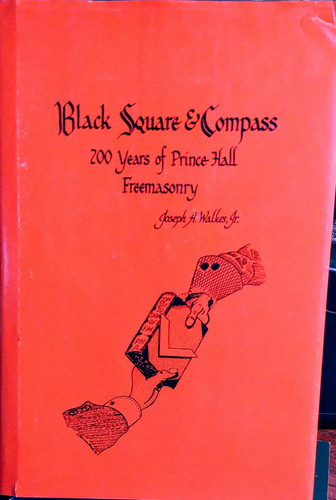 Black Square & Compass
200 Years of Prince Hall
Freemasonry
Joseph A. Walkes, Jr.